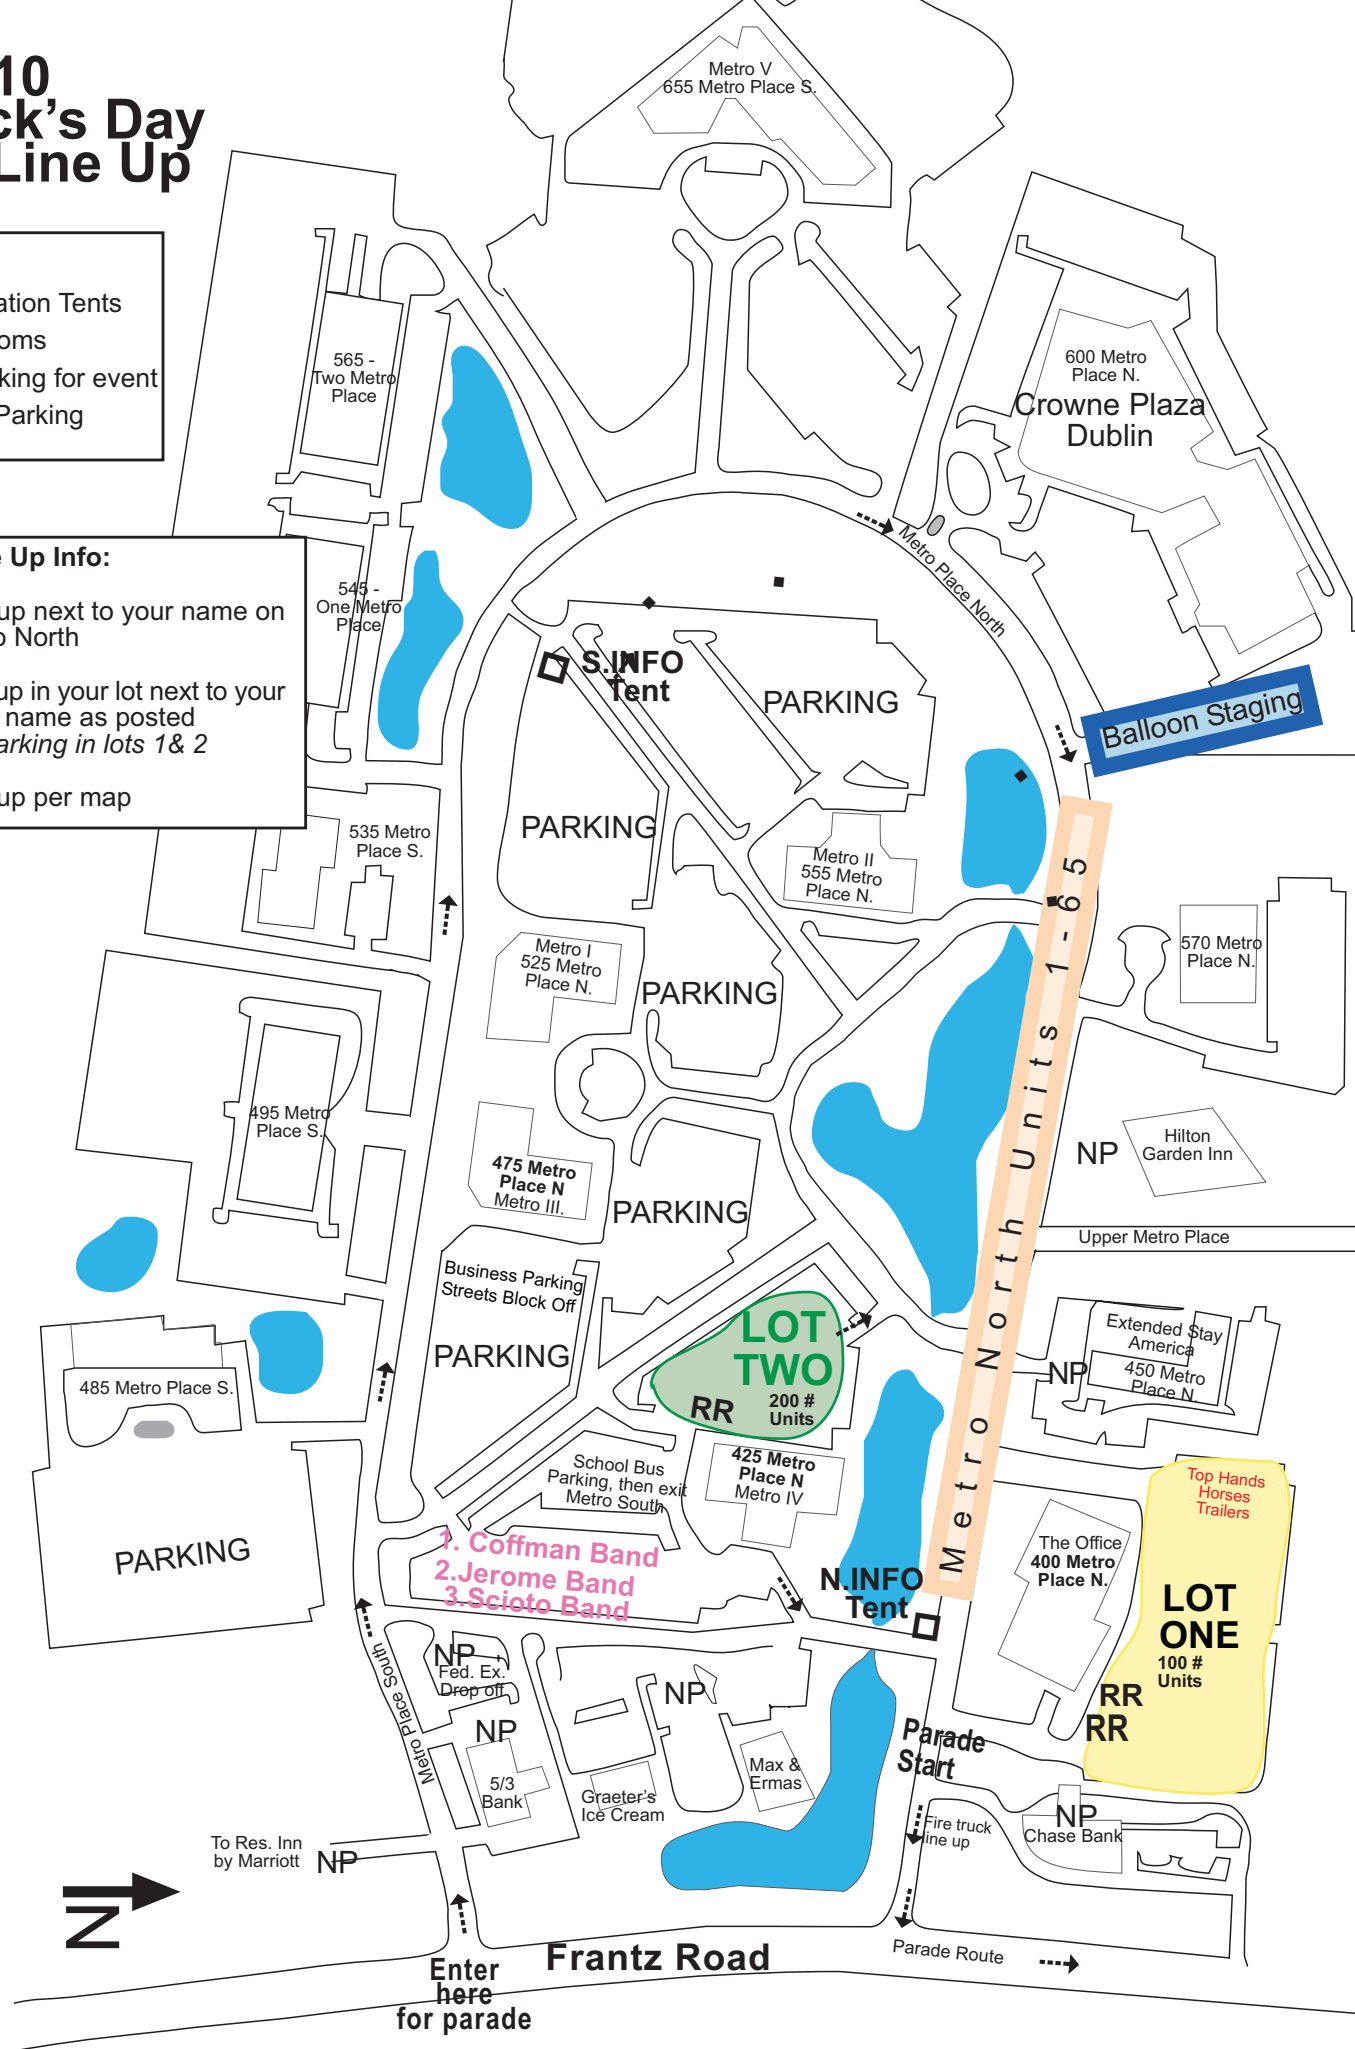 10
ck's Day
Line Up
ation Tents
oms
king for event
Parking
e Up Info:
up next to your name on
o North
up in your lot next to your
name as posted
arking in lots 1& 2
up per map
Metro V
655 Metro Place S.
565 -
Two Metro
Place
600 Metro
Place N.
Crowne Plaza
Dublin
Metro Place North
545 -
One Metro
Place
S.INFO
Tent
PARKING
Balloon Staging
535 Metro
Place S.
PARKING
Metro II
555 Metro
Place N.
Metro North Units 1-65
Metro I
525 Metro
Place N.
570 Metro
Place N.
PARKING
495 Metro
Place S.
NP
Hilton
Garden Inn
475 Metro
Place N
Metro III.
PARKING
Upper Metro Place
Business Parking
Streets Block Off
PARKING
LOT
TWO
200 #
Units
RR
Extended Stay
America
450 Metro
Place N.
NP
485 Metro Place S.
School Bus
Parking, then exit
Metro South
425 Metro
Place N
Metro IV
Top Hands
Horses
Trailers
PARKING
1. Coffman Band
2.Jerome Band
3.Scioto Band
N.INFO
Tent
The Office
400 Metro
Place N.
LOT
ONE
100 #
Units
RR
RR
Metro Place South
NP
Fed. Ex.
Drop off
NP
NP
5/3
Bank
Graeter's
Ice Cream
Max &
Ermas
Parade
Start
Fire truck
line up
NP
Chase Bank
To Res. Inn
by Marriott
NP
N
Enter
here
for parade
Frantz Road
Parade Route